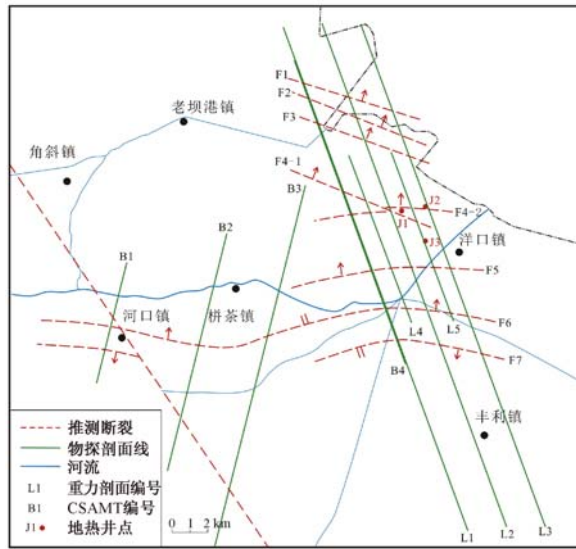 F1
F2
F3
老坝港镇
角斜镇
F4-1
B3
J2
F4-2
J1
B2
J3
洋口镇
B1
F5
河口镇
栟茶镇
L4
L5
F6
B4
F7
推测断裂
物探剖面线
丰利镇
河流
L1 重力剖面编号
B1 CSAMT编号
J1 地热井点
0 1 2 km
L1
L2
L3